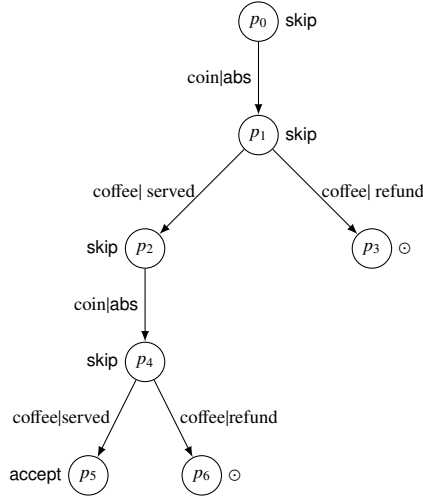 p0 skip
coin|abs
p1 skip
coffee| served coffee| refund
skip p2 p3 ⊙
coin|abs
skip p4
coffee|served coffee|refund
accept p5 p6 ⊙